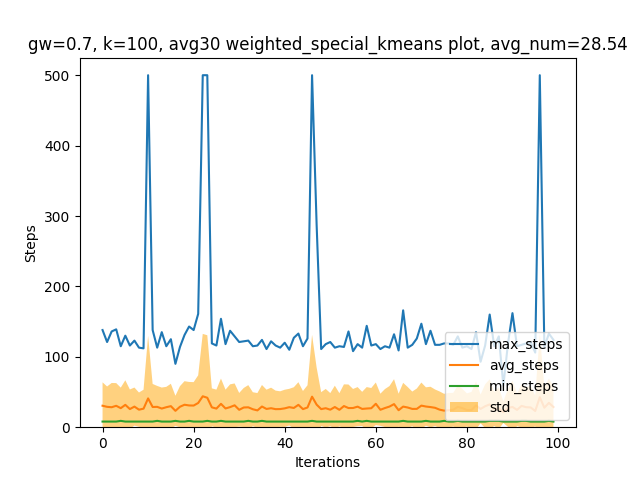 gw=0.7, k=100, avg30 weighted_special_kmeans plot, avg_num=28.54
500
400
300
200
100
0
Steps
0
20
40
60
80
100
Iterations
max_steps
avg_steps
min_steps
std